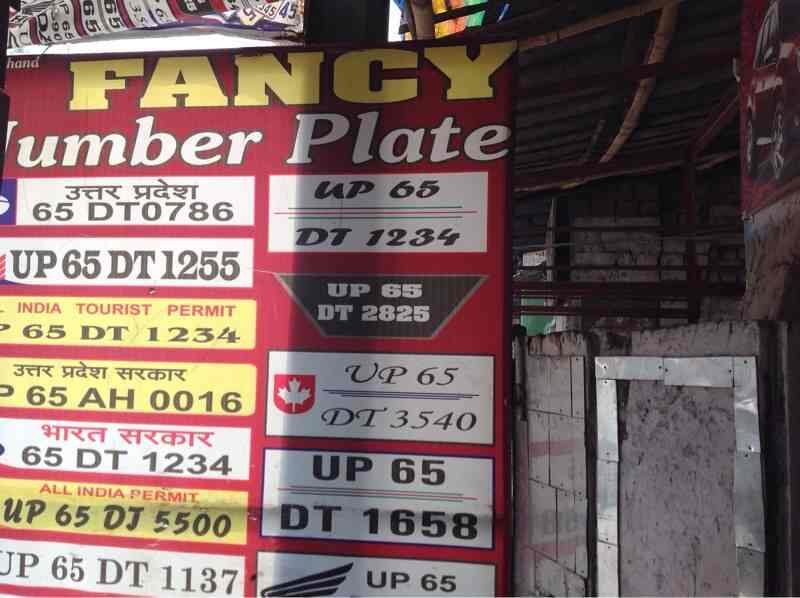 hand
FANCY
Number Plate
उत्तर प्रदेश
65 DT0786
UP 65 DT 1255
INDIA TOURIST PERMIT
P 65 DT 1234
उत्तर प्रदेश सरकार
P 65 AH 0016
भारत सरकार
65 DT 1234
ALL INDIA PERMIT
UP 65 DJ 5500
UP 65 DT 1137
UP 65
DT 1234
UP 65
DT 2825
UP 65
DT 3540
UP 65
DT 1658
UP 65